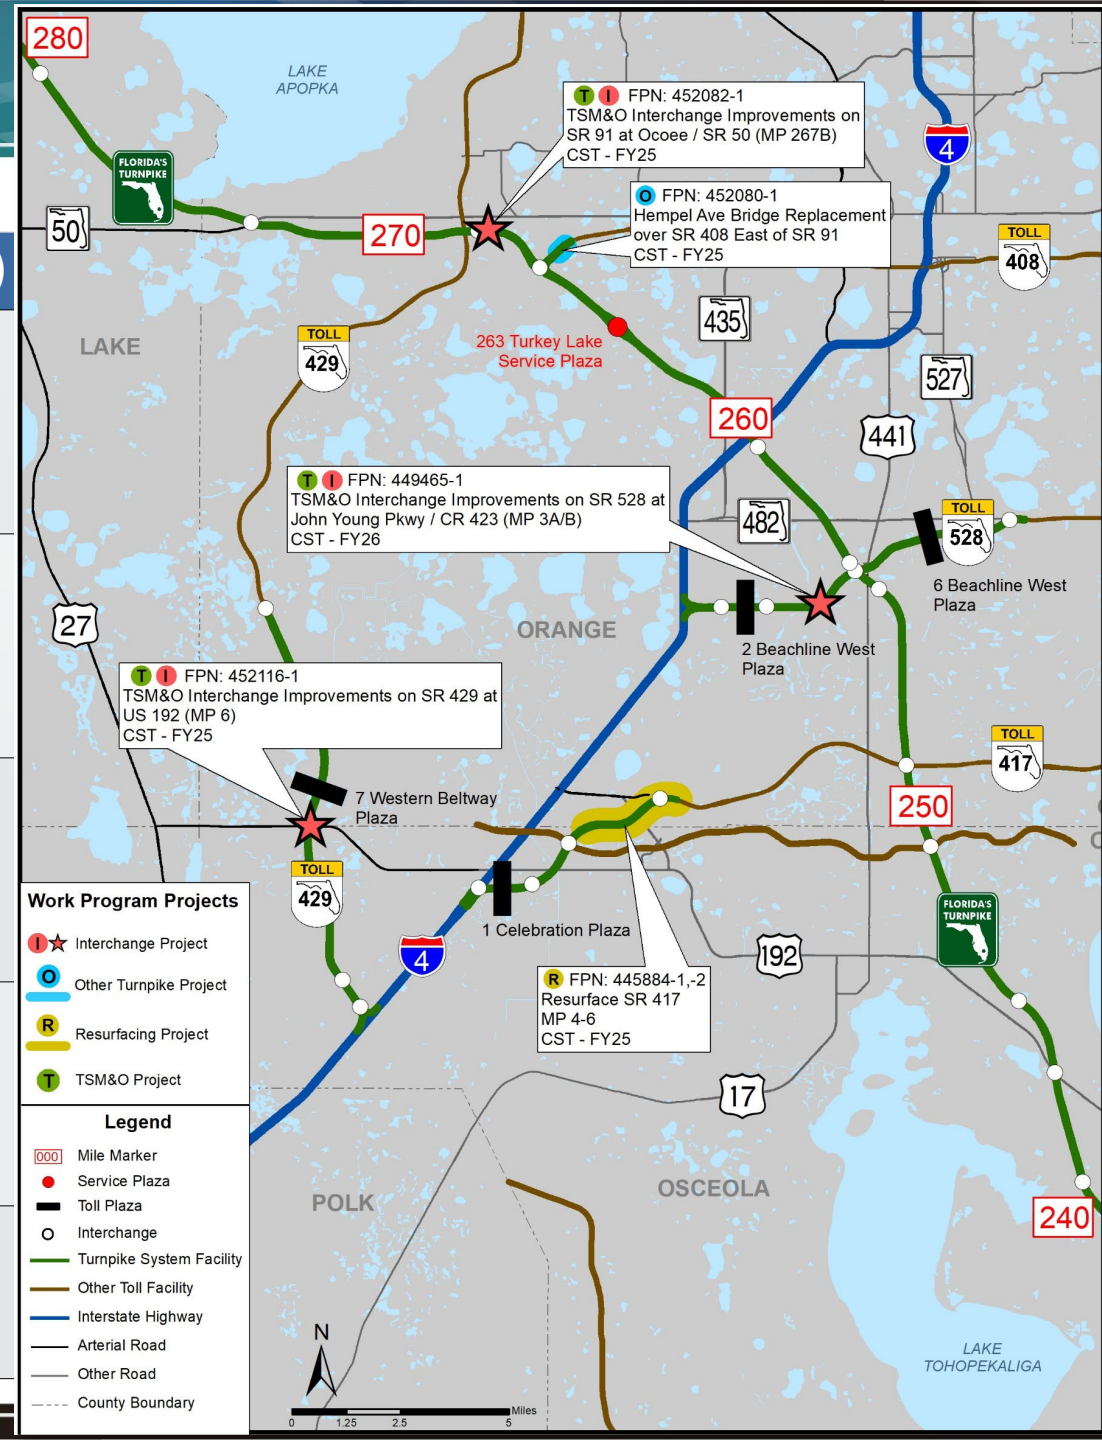 280
LAKE
APOPKA
T I FPN: 452082-1
TSM&O Interchange Improvements on
SR 91 at Ocoee / SR 50 (MP 267B)
CST - FY25
4
FLORIDA'S
TURNPIKE
O FPN: 452080-1
Hempel Ave Bridge Replacement
over SR 408 East of SR 91
CST - FY25
50
270
TOLL
408
435
TOLL
429
LAKE
263 Turkey Lake
Service Plaza
527
260
441
T I FPN: 449465-1
TSM&O Interchange Improvements on SR 528 at
John Young Pkwy / CR 423 (MP 3A/B)
CST - FY26
482
TOLL
528
6 Beachline West
Plaza
27
ORANGE
2 Beachline West
Plaza
T I FPN: 452116-1
TSM&O Interchange Improvements on SR 429 at
US 192 (MP 6)
CST - FY25
TOLL
417
7 Western Beltway
Plaza
250
TOLL
429
1 Celebration Plaza
4
192
FLORIDA'S
TURNPIKE
R FPN: 445884-1,-2
Resurface SR 417
MP 4-6
CST - FY25
17
Work Program Projects
I Interchange Project
O Other Turnpike Project
R Resurfacing Project
T TSM&O Project
Legend
000 Mile Marker
Service Plaza
Toll Plaza
Interchange
Turnpike System Facility
Other Toll Facility
Interstate Highway
Arterial Road
Other Road
County Boundary
POLK
OSCEOLA
240
N
Miles
0 1.25 2.5 5
LAKE
TOHOPEKALIGA